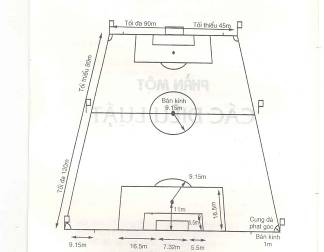 Tối đa 90m
Tối thiểu 45m
Tối thiểu 90m
PHẦN MỘT
Bán kính
9.15m
CÁC ĐIỀU LUẬT
Tối đa 120m
9.15m
11m
16,5m
5.5m
Cung đá
phạt góc
Bán kính
1m
9.15m
16.5m
7.32m
5.5m